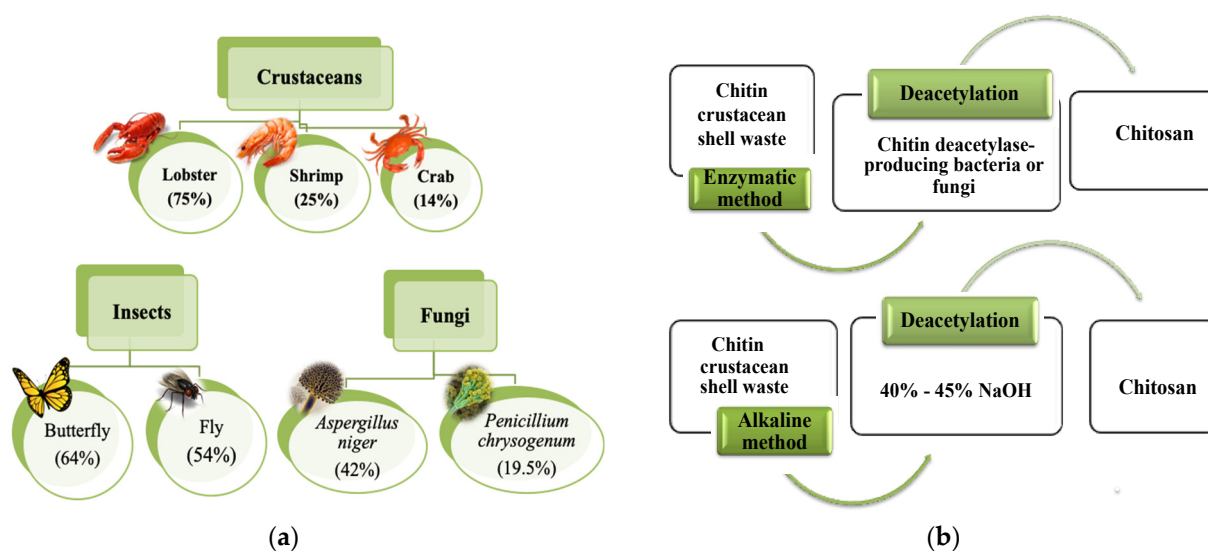 Crustaceans
Lobster
(75%)
Shrimp
(25%)
Crab
(14%)
Insects
Butterfly
(64%)
Fly
(54%)
Fungi
Aspergillus
niger
(42%)
Penicillium
chrysogenum
(19.5%)
(a)
Chitin
crustacean
shell waste
Enzymatic
method
Deacetylation
Chitin deacetylase-
producing bacteria or
fungi
Chitosan
Chitin
crustacean
shell waste
Alkaline
method
Deacetylation
40% - 45% NaOH
Chitosan
(b)